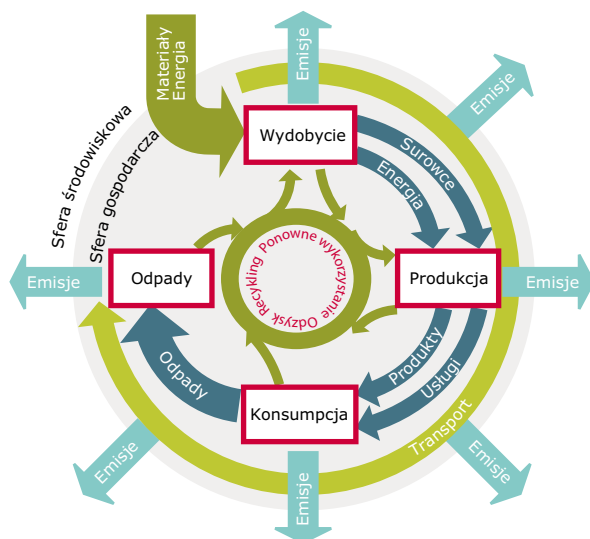 Materiały
Energia
Emisje
Emisje
Sfera środowiskowa
Sfera gospodarcza
Wydobycie
Surowce
Energia
Recykling Ponowne wykorzystanie Odzysk
Emisje
Odpady
Produkcja
Emisje
Odpady
Produkty
Usługi
Konsumpcja
Transport
Emisje
Emisje
Emisje